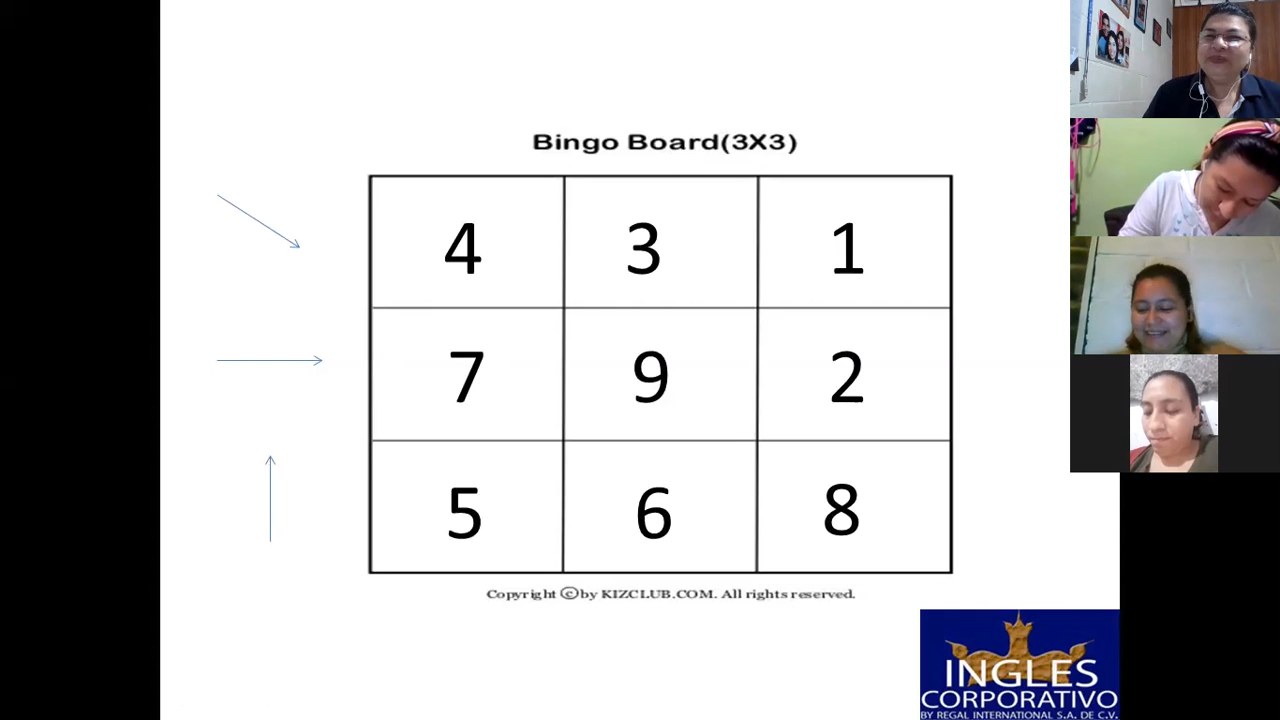 Bingo Board(3X3)
4 3 1
7 9 2
5 6 8
Copyright ©by KIZCLUB.COM. All rights reserved.
INGLES
CORPORATIVO
BY REGAL INTERNATIONAL S.A. DE C.V.